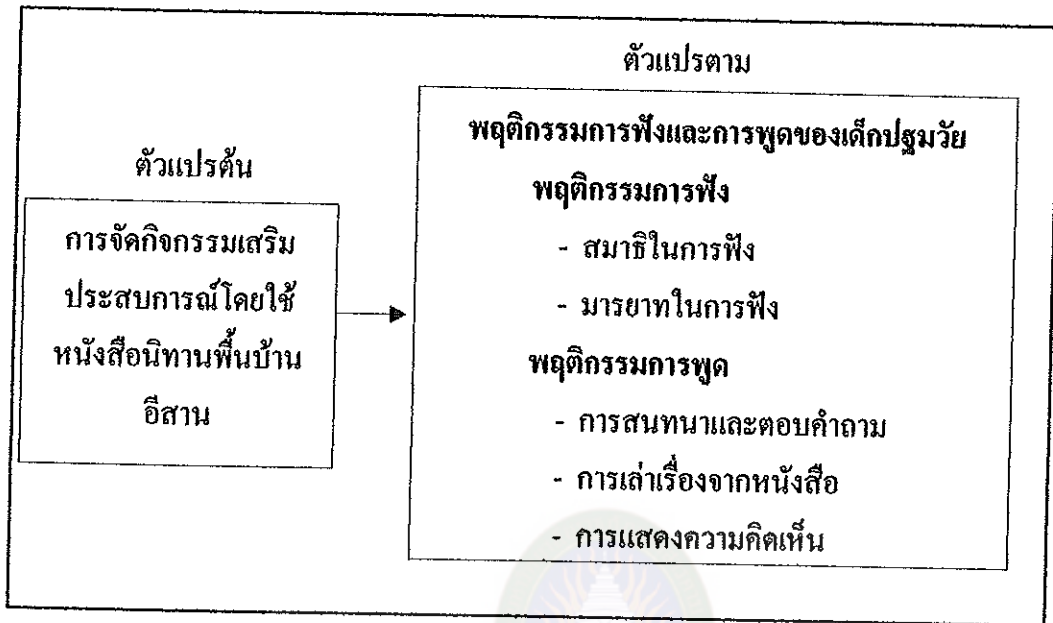 ตัวแปรต้น
การจัดกิจกรรมเสริม
ประสบการณ์โดยใช้
หนังสือนิทานพื้นบ้าน
อีสาน
ตัวแปรตาม
พฤติกรรมการฟังและการพูดของเด็กปฐมวัย
พฤติกรรมการฟัง
- สมาธิในการฟัง
- มารยาทในการฟัง
พฤติกรรมการพูด
- การสนทนาและตอบคำถาม
- การเล่าเรื่องจากหนังสือ
- การแสดงความคิดเห็น